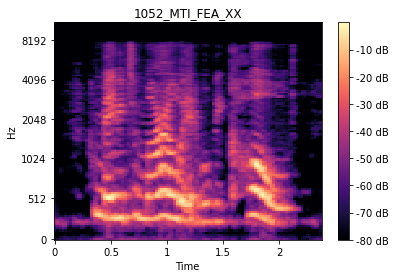 1052_MTI_FEA_XX
8192
4096
2048
1024
512
0
Hz
0
0.5
1
1.5
2
Time
-10 dB
-20 dB
-30 dB
-40 dB
-50 dB
-60 dB
-70 dB
-80 dB